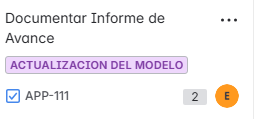 Documentar Informe de
Avance
ACTUALIZACION DEL MODELO
APP-111 2 E